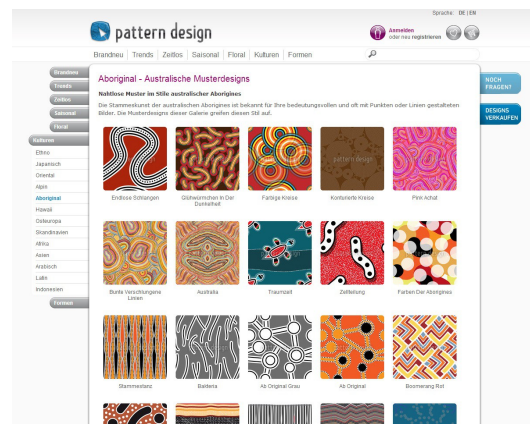 Sprache: DE | EN
pattern design
Anmelden
oder neu registrieren
Brandneu | Trends | Zeitlos | Saisonal | Floral | Kulturen | Formen
Brandneu
Trends
Zeitlos
Saisonal
Floral
Kulturen
Ethno
Japanisch
Oriental
Alpin
Aboriginal
Hawaii
Osteuropa
Skandinavien
Afrika
Asien
Arabisch
Latin
Indonesien
Formen
Aboriginal - Australische Musterdesigns
Nahtlose Muster im Stile australischer Aborigines
Die Stammeskunst der australischen Aborigines ist bekannt für Ihre bedeutungsvollen und oft mit Punkten oder Linien gestalteten
Bilder. Die Musterdesigns dieser Galerie greifen diesen Stil auf.
pattern design
Endlose Schlangen
Glühwürmchen In Der
Dunkelheit
Farbige Kreise
Konturierte Kreise
Pink Achat
Bunte Verschlungene
Linien
Australia
Traumzeit
Zellteilung
Farben Der Aborigines
Stammestanz
Bakteria
Ab Original Grau
Ab Original
Boomerang Rot
NOCH
FRAGEN?
DESIGNS
VERKAUFEN